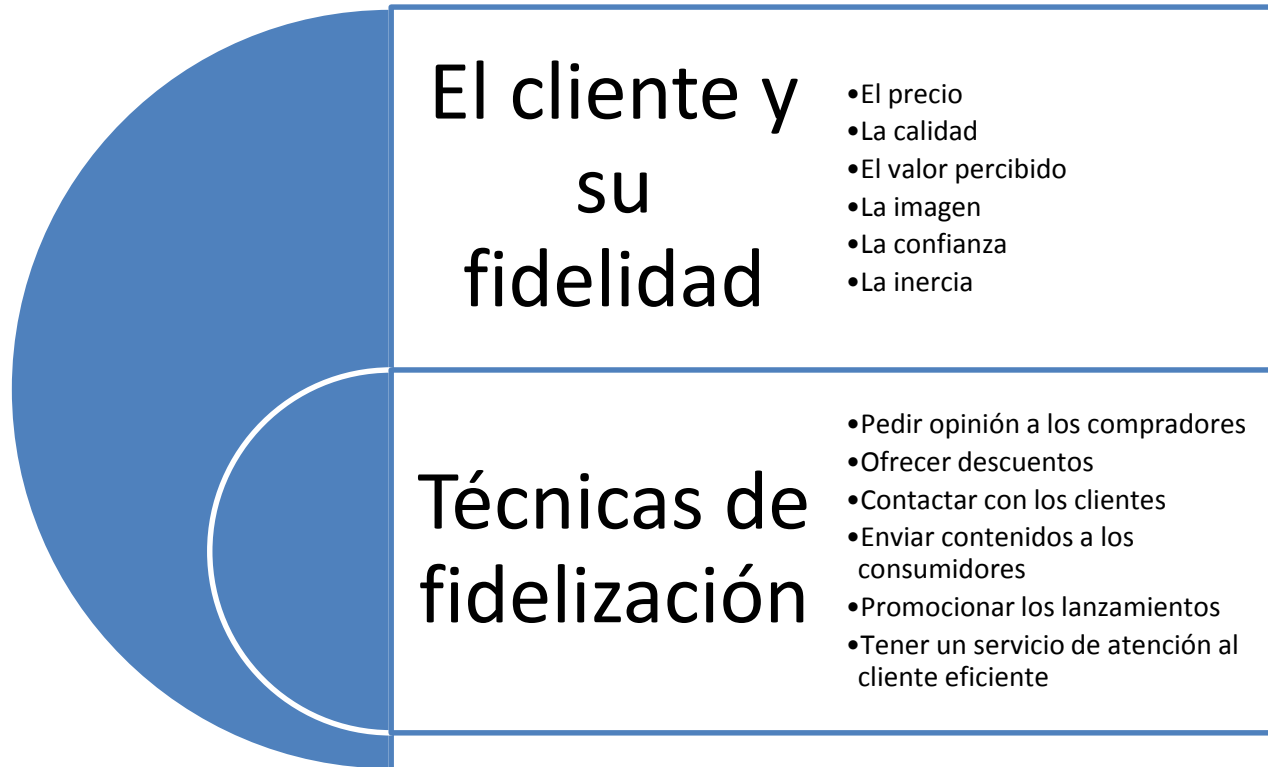 El cliente y
su
fidelidad
•El precio
•La calidad
•El valor percibido
•La imagen
•La confianza
•La inercia
Técnicas de
fidelización
•Pedir opinión a los compradores
•Ofrecer descuentos
•Contactar con los clientes
•Enviar contenidos a los
consumidores
•Promocionar los lanzamientos
•Tener un servicio de atención al
cliente eficiente